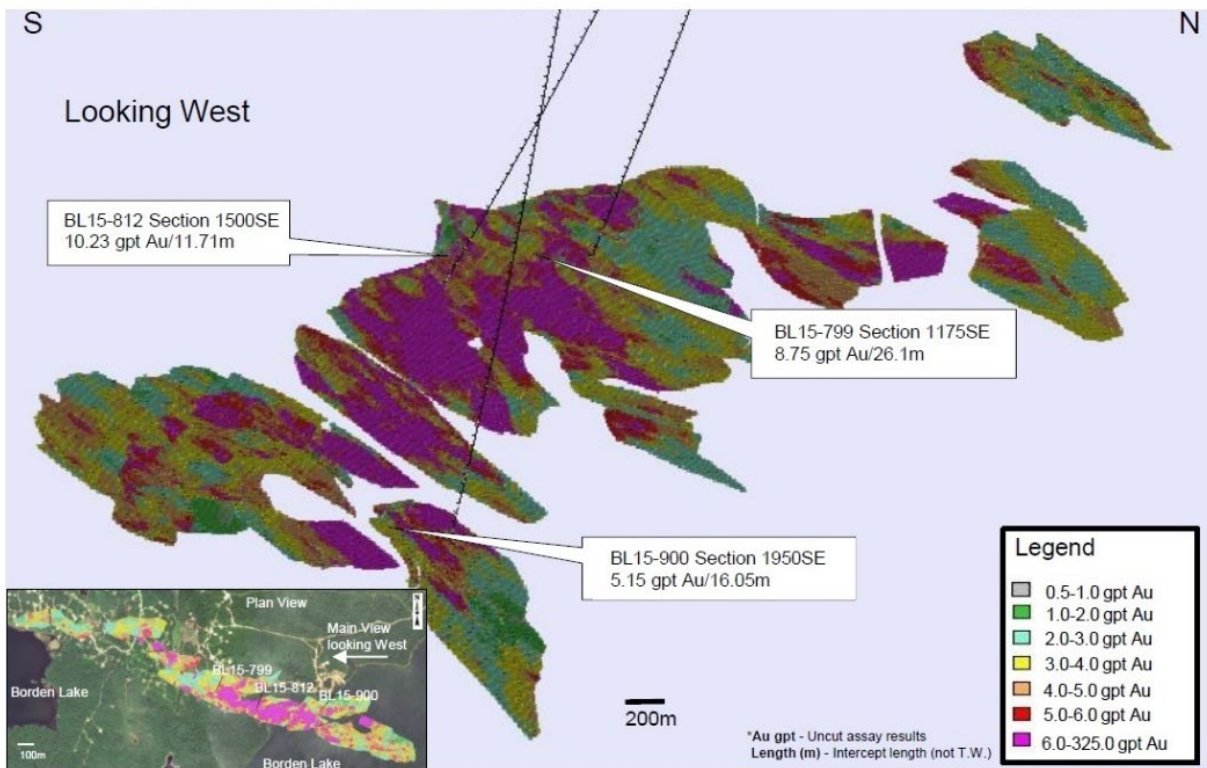 S
N
Looking West
BL15-812 Section 1500SE
10.23 gpt Au/11.71m
BL15-799 Section 1175SE
8.75 gpt Au/26.1m
BL15-900 Section 1950SE
5.15 gpt Au/16.05m
Legend
0.5-1.0 gpt Au
1.0-2.0 gpt Au
2.0-3.0 gpt Au
3.0-4.0 gpt Au
4.0-5.0 gpt Au
5.0-6.0 gpt Au
6.0-325.0 gpt Au
200m
*Au gpt - Uncut assay results
Length (m) - Intercept length (not T.W.)
Plan View
N
Main View
looking West
BL15-799
BL15-812
BL15-900
Borden Lake
100m
Borden Lake